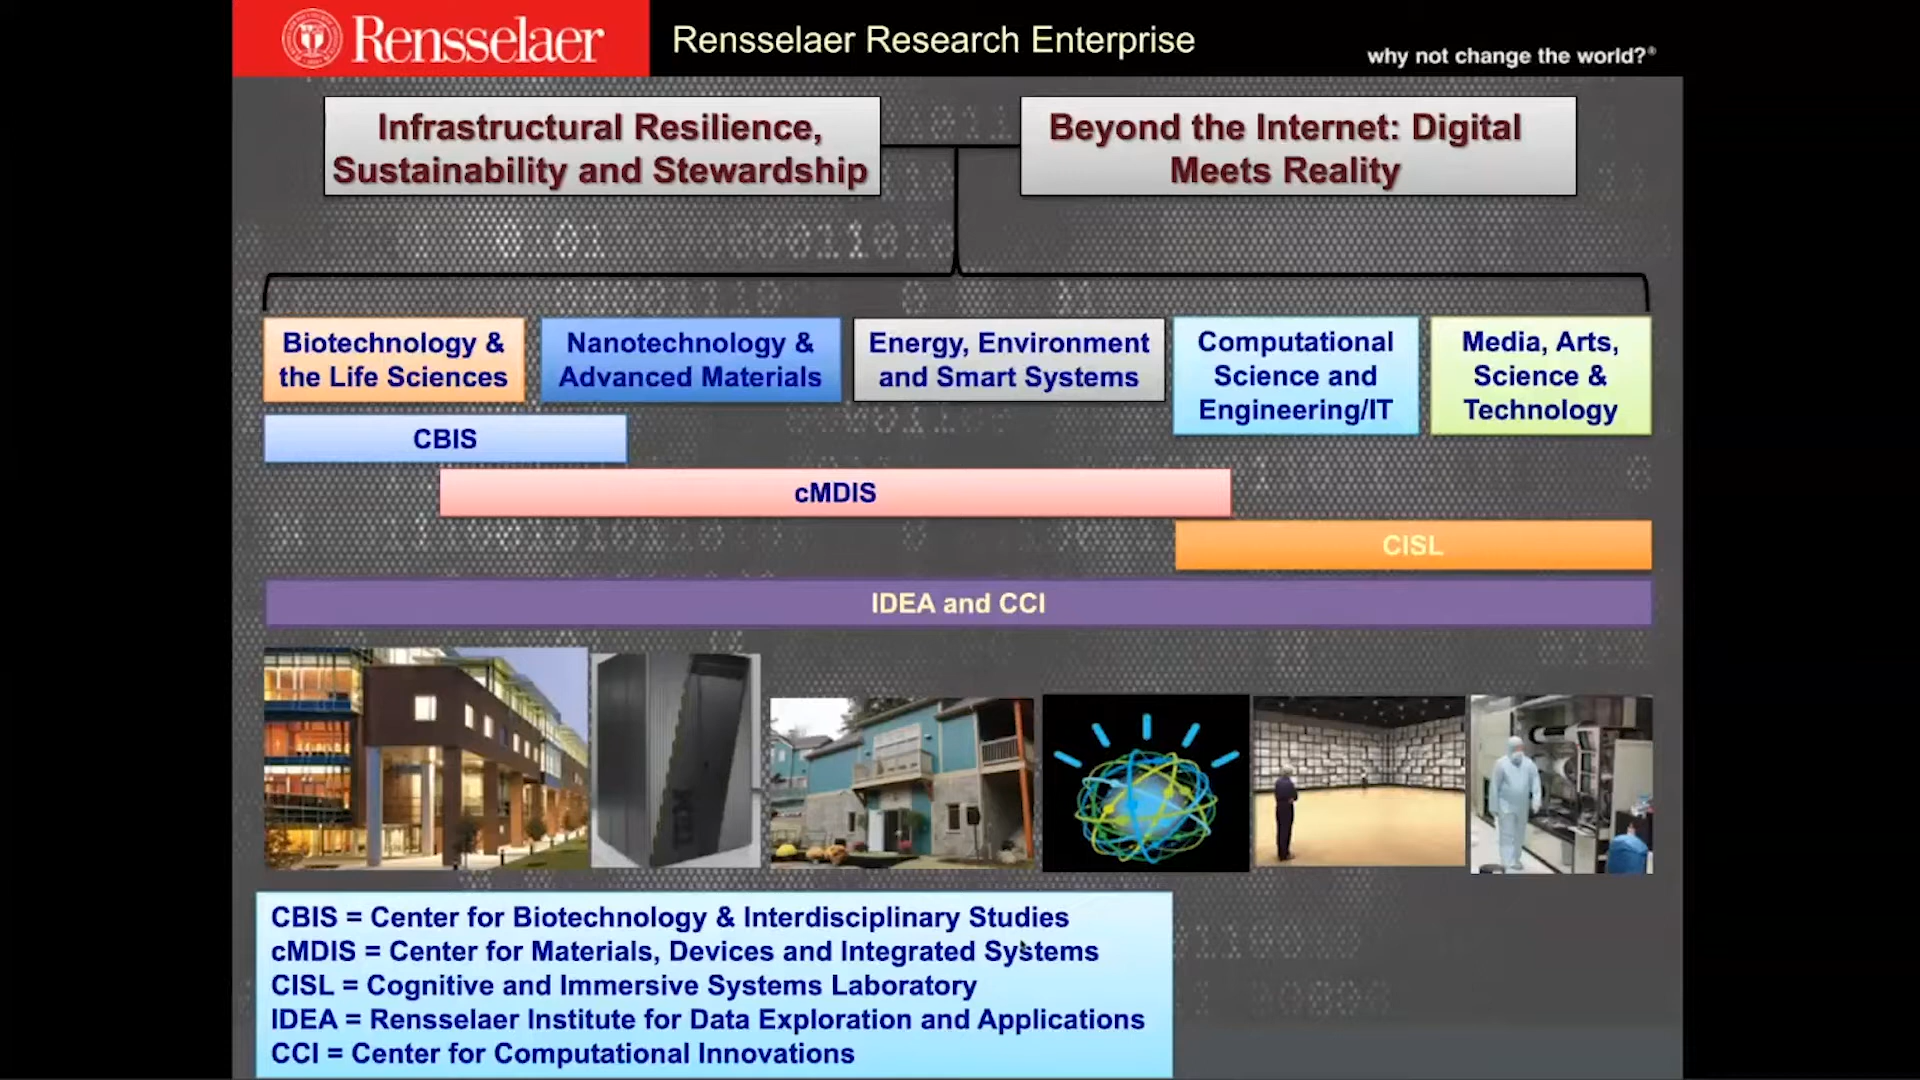 Rensselaer
Rensselaer Research Enterprise
why not change the world?®
Infrastructural Resilience,
Sustainability and Stewardship
Beyond the Internet: Digital
Meets Reality
Biotechnology &
the Life Sciences
Nanotechnology &
Advanced Materials
Energy, Environment
and Smart Systems
Computational
Science and
Engineering/IT
Media, Arts,
Science &
Technology
CBIS
cMDIS
CISL
IDEA and CCI
CBIS = Center for Biotechnology & Interdisciplinary Studies
cMDIS = Center for Materials, Devices and Integrated Systems
CISL = Cognitive and Immersive Systems Laboratory
IDEA = Rensselaer Institute for Data Exploration and Applications
CCI = Center for Computational Innovations